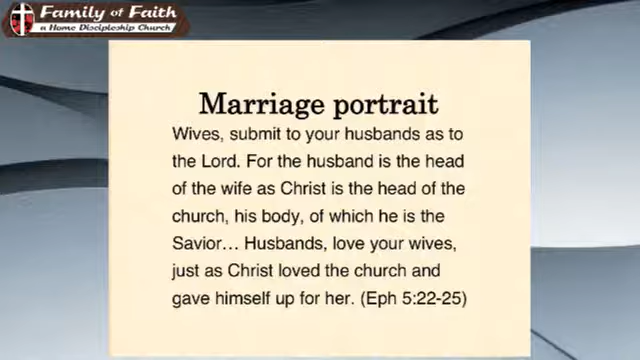 Family of Faith
a Home Discipleship Church
Marriage portrait
Wives, submit to your husbands as to
the Lord. For the husband is the head
of the wife as Christ is the head of the
church, his body, of which he is the
Savior… Husbands, love your wives,
just as Christ loved the church and
gave himself up for her. (Eph 5:22-25)